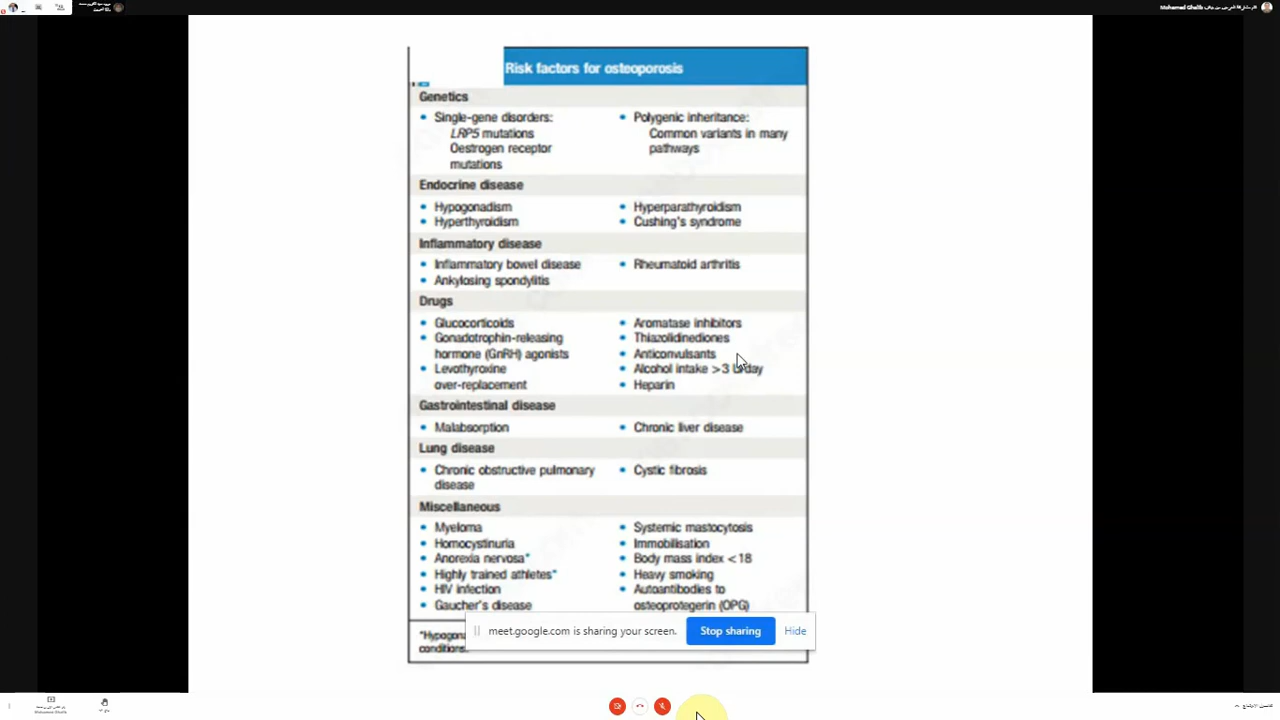 Mohamed Ghalib
Risk factors for osteoporosis
Genetics
• Single-gene disorders:
LRP5 mutations
Oestrogen receptor
mutations
• Polygenic inheritance:
Common variants in many
pathways
Endocrine disease
• Hypogonadism
• Hyperthyroidism
• Hyperparathyroidism
• Cushing's syndrome
Inflammatory disease
• Inflammatory bowel disease
• Ankylosing spondylitis
• Rheumatoid arthritis
Drugs
• Glucocorticoids
• Gonadotrophin-releasing
hormone (GnRH) agonists
• Levothyroxine
over-replacement
• Aromatase inhibitors
• Thiazolidinediones
• Anticonvulsants
• Alcohol intake >3 U/day
• Heparin
Gastrointestinal disease
• Malabsorption
• Chronic liver disease
Lung disease
• Chronic obstructive pulmonary
disease
• Cystic fibrosis
Miscellaneous
• Myeloma
• Homocystinuria
• Anorexia nervosa*
• Highly trained athletes*
• HIV infection
• Gaucher's disease
• Systemic mastocytosis
• Immobilisation
• Body mass index <18
• Heavy smoking
• Autoantibodies to
osteoprotegerin (OPG)
*Hypogona
conditions.
meet.google.com is sharing your screen.
Stop sharing
Hide